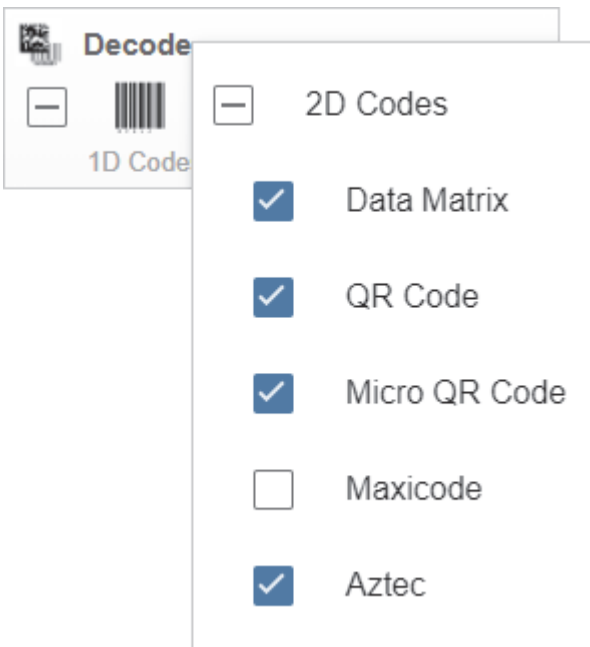 Decode
1D Code
2D Codes
Data Matrix
QR Code
Micro QR Code
Maxicode
Aztec